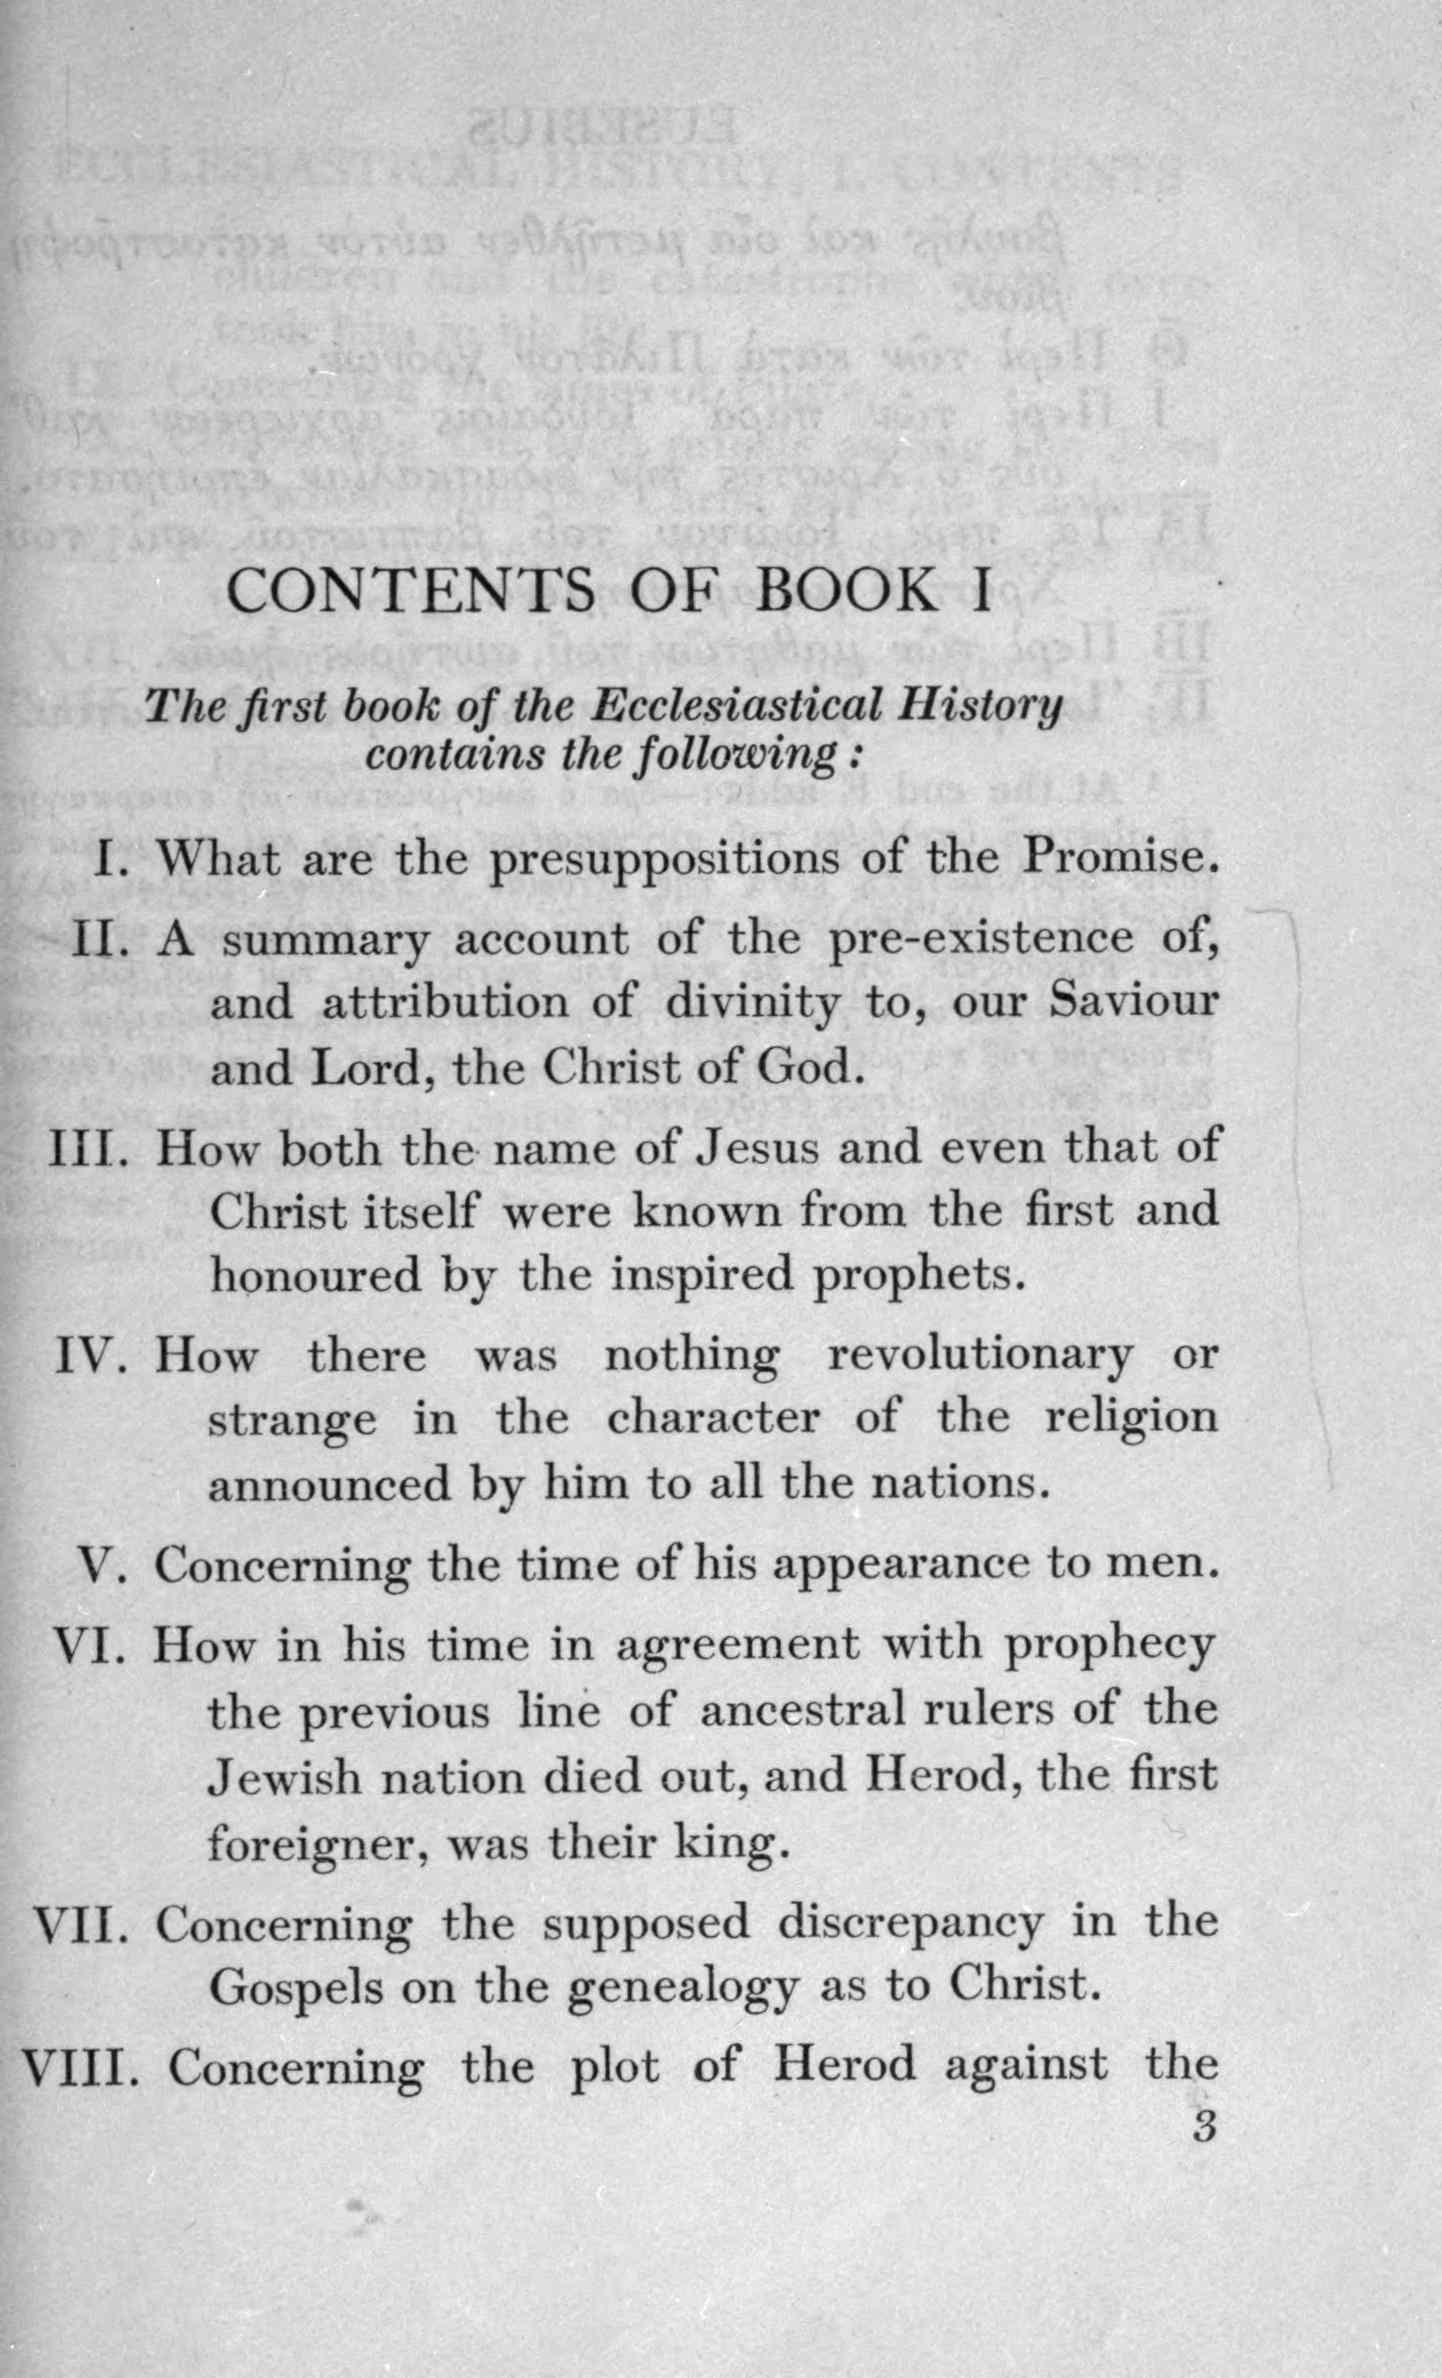 CONTENTS OF BOOK I
The first book of the Ecclesiastical History
contains the following :
I. What are the presuppositions of the Promise.
II. A summary account of the pre-existence of,
and attribution of divinity to, our Saviour
and Lord, the Christ of God.
III. How both the name of Jesus and even that of
Christ itself were known from the first and
honoured by the inspired prophets.
IV. How there was nothing revolutionary or
strange in the character of the religion
announced by him to all the nations.
V. Concerning the time of his appearance to men.
VI. How in his time in agreement with prophecy
the previous line of ancestral rulers of the
Jewish nation died out, and Herod, the first
foreigner, was their king.
VII. Concerning the supposed discrepancy in the
Gospels on the genealogy as to Christ.
VIII. Concerning the plot of Herod against the
3